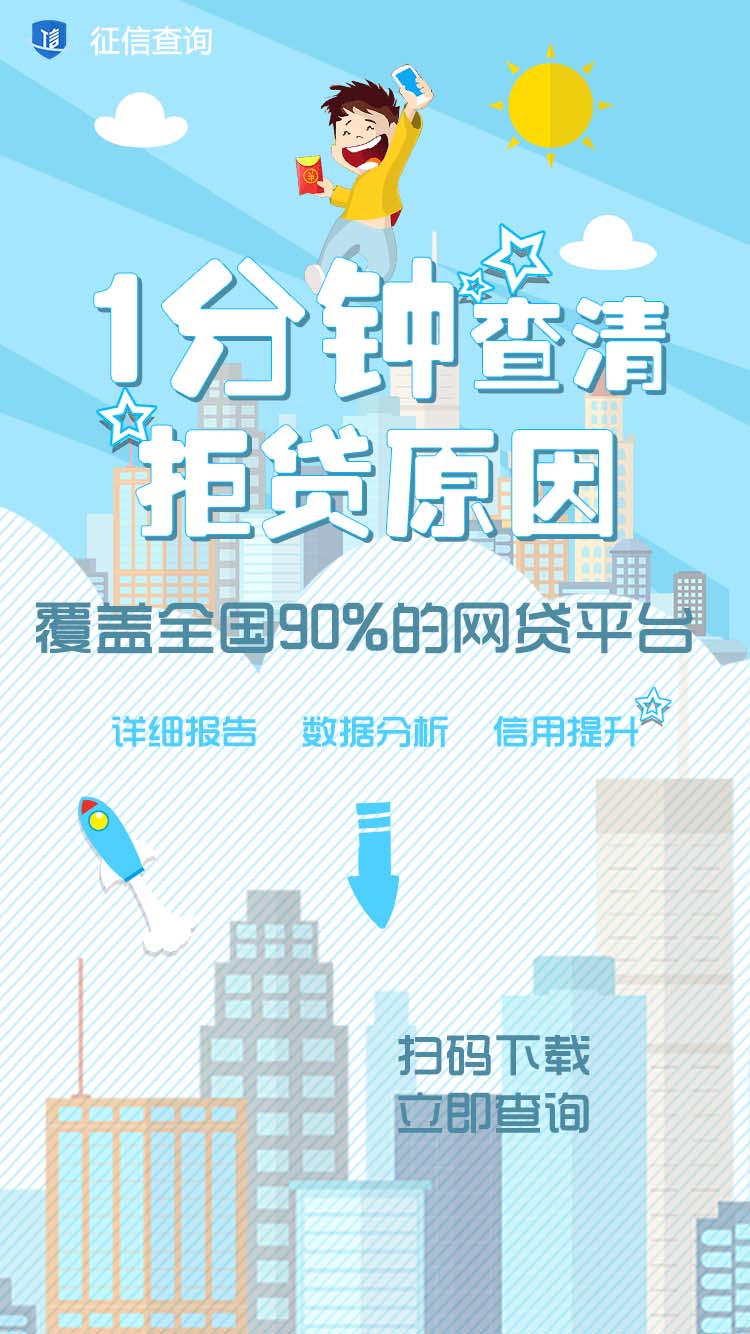 征信查询
1分钟查清
拒贷原因
覆盖全国90%的网贷平台
详细报告 数据分析 信用提升
扫码下载
立即查询